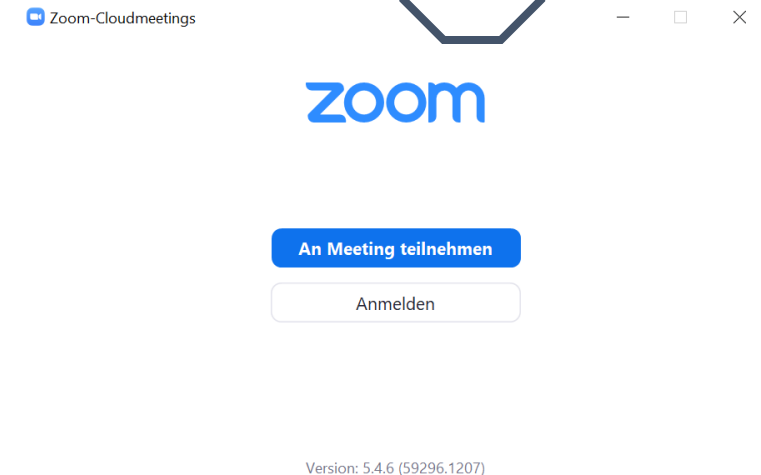 Zoom-Cloudmeetings
zoom
An Meeting teilnehmen
Anmelden
Version: 5.4.6 (59296.1207)